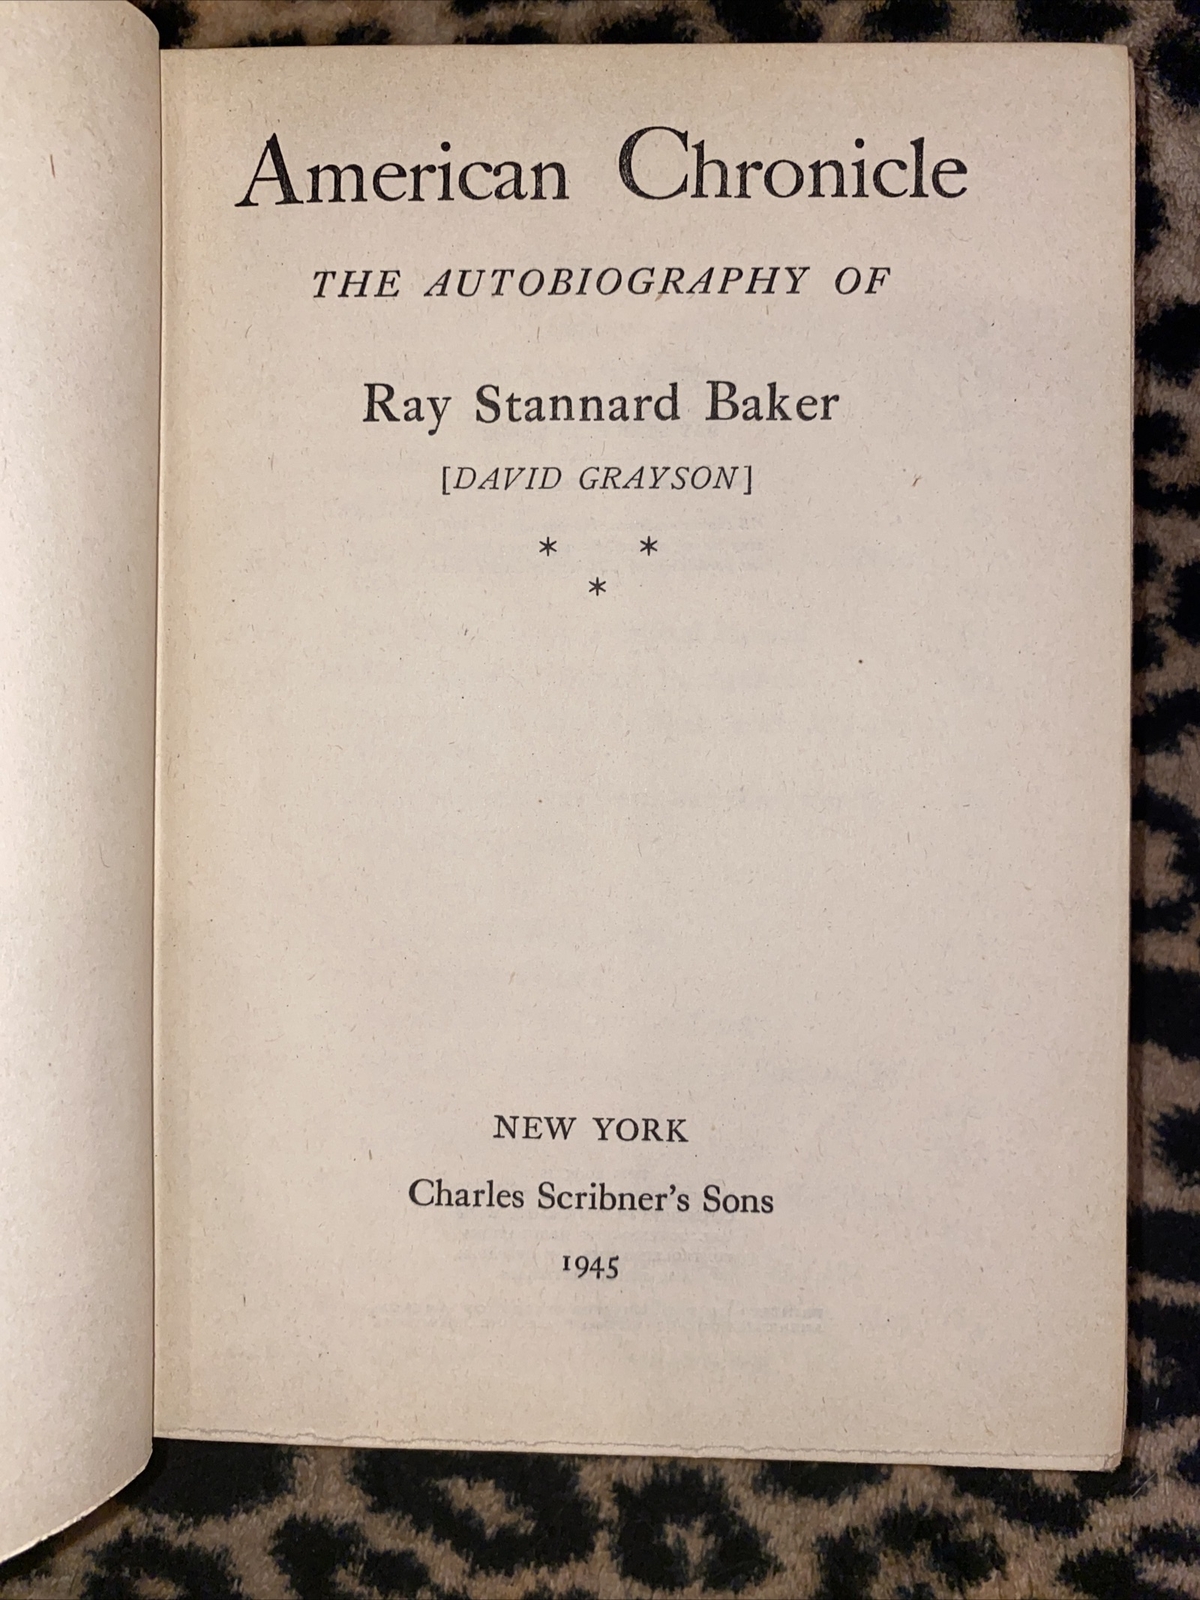 American Chronicle
THE AUTOBIOGRAPHY OF
Ray Stannard Baker
[DAVID GRAYSON]
* *
*
NEW YORK
Charles Scribner's Sons
1945